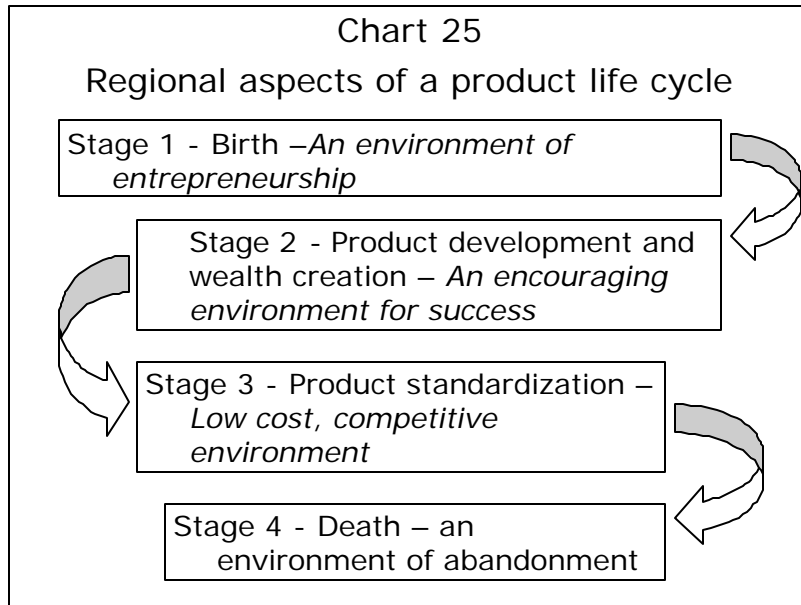 Chart 25
Regional aspects of a product life cycle
Stage 1 - Birth –An environment of
entrepreneurship
Stage 2 - Product development and
wealth creation – An encouraging
environment for success
Stage 3 - Product standardization –
Low cost, competitive
environment
Stage 4 - Death – an
environment of abandonment